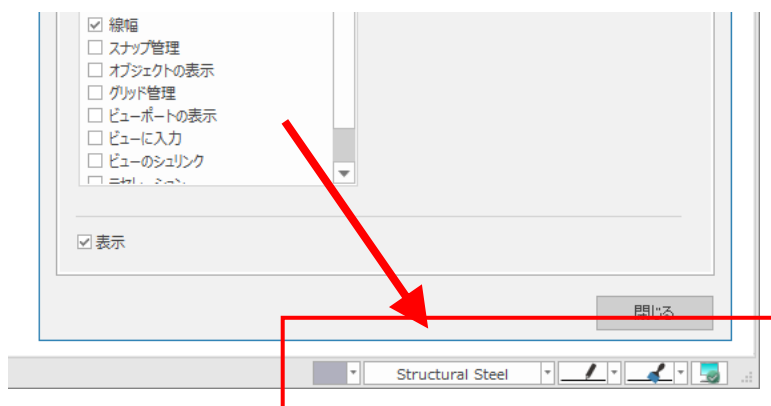 線幅
スナップ管理
オブジェクトの表示
グリッド管理
ビューポートの表示
ビューに入力
ビューのシュリンク
表示
閉じる
Structural Steel